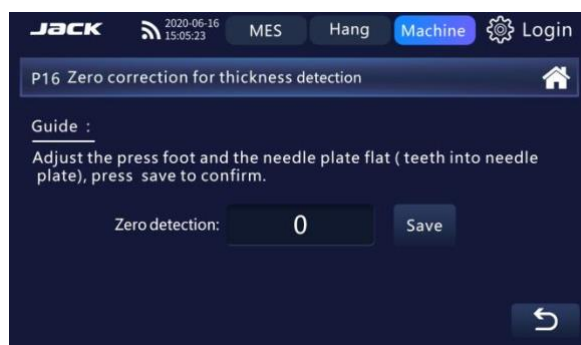 JACK
2020-06-16
15:05:23
MES
Hang
Machine
Login
P16 Zero correction for thickness detection
Guide :
Adjust the press foot and the needle plate flat ( teeth into needle
plate), press save to confirm.
Zero detection:
0
Save